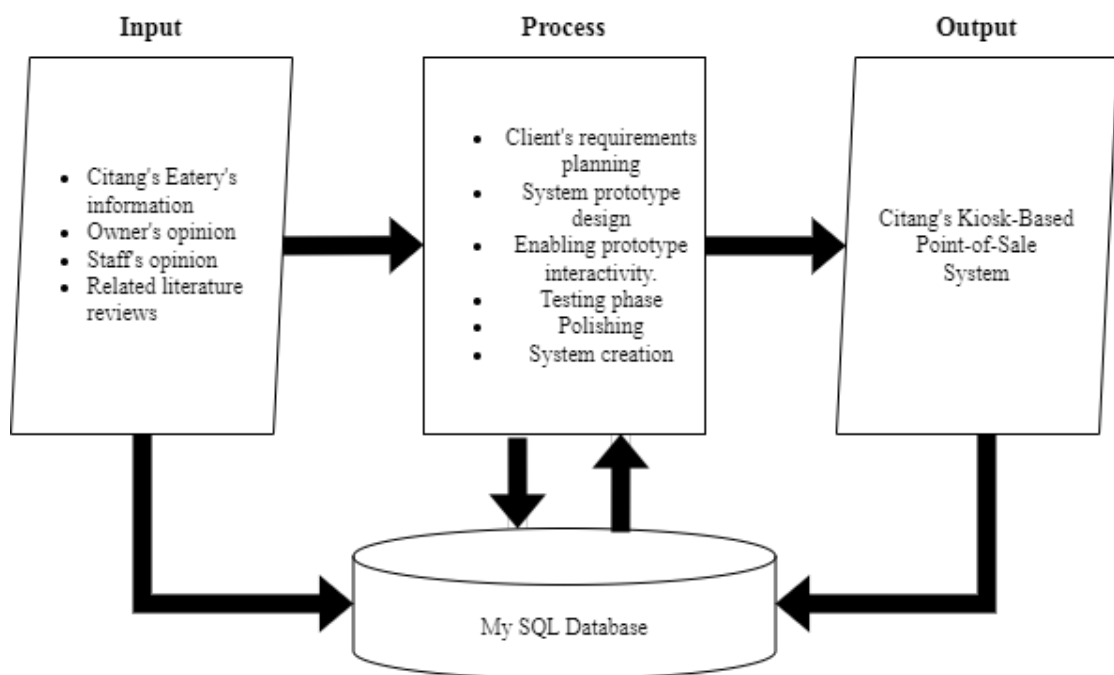 Input
Process
Output
• Citang's Eatery's
information
• Owner's opinion
• Staff's opinion
• Related literature
reviews
• Client's requirements
planning
• System prototype
design
• Enabling prototype
interactivity.
• Testing phase
• Polishing
• System creation
Citang's Kiosk-Based
Point-of-Sale
System
My SQL Database